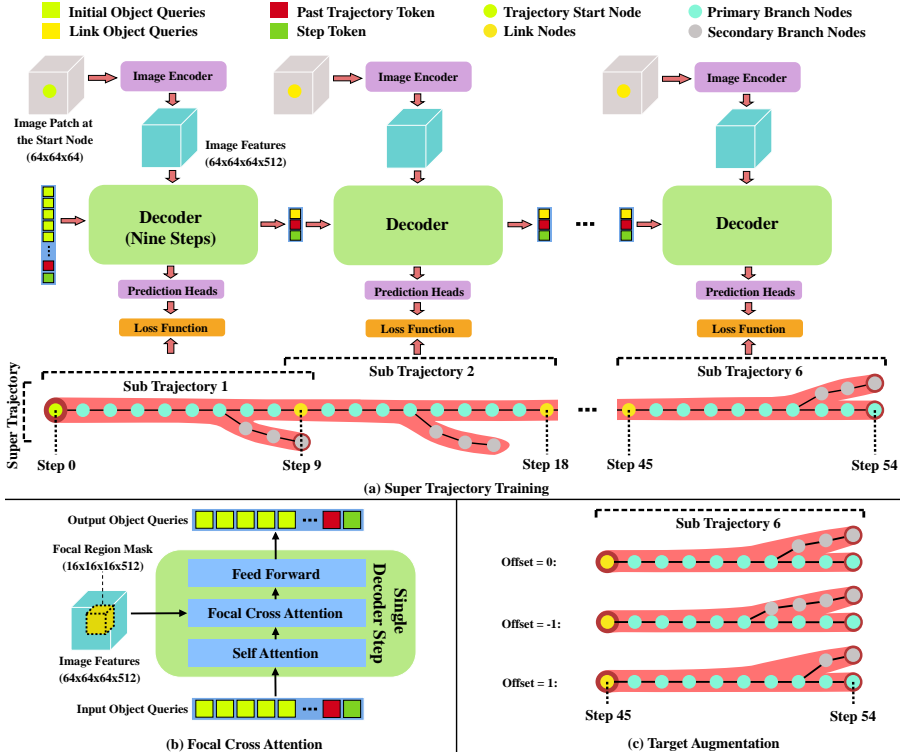 Initial Object Queries
Link Object Queries
Past Trajectory Token
Step Token
Trajectory Start Node
Link Nodes
Primary Branch Nodes
Secondary Branch Nodes
Image Encoder
Image Encoder
Image Encoder
Image Patch at
the Start Node
(64x64x64)
Image Features
(64x64x64x512)
Decoder
(Nine Steps)
Decoder
Decoder
Prediction Heads
Prediction Heads
Prediction Heads
Loss Function
Loss Function
Loss Function
Super Trajectory
Sub Trajectory 1
Sub Trajectory 2
Sub Trajectory 6
Step 0
Step 9
Step 18
Step 45
Step 54
(a) Super Trajectory Training
Output Object Queries
Focal Region Mask
(16x16x16x512)
Feed Forward
Focal Cross Attention
Self Attention
Single
Decoder Step
Image Features
(64x64x64x512)
Input Object Queries
(b) Focal Cross Attention
Sub Trajectory 6
Offset = 0:
Offset = -1:
Offset = 1:
Step 45
Step 54
(c) Target Augmentation